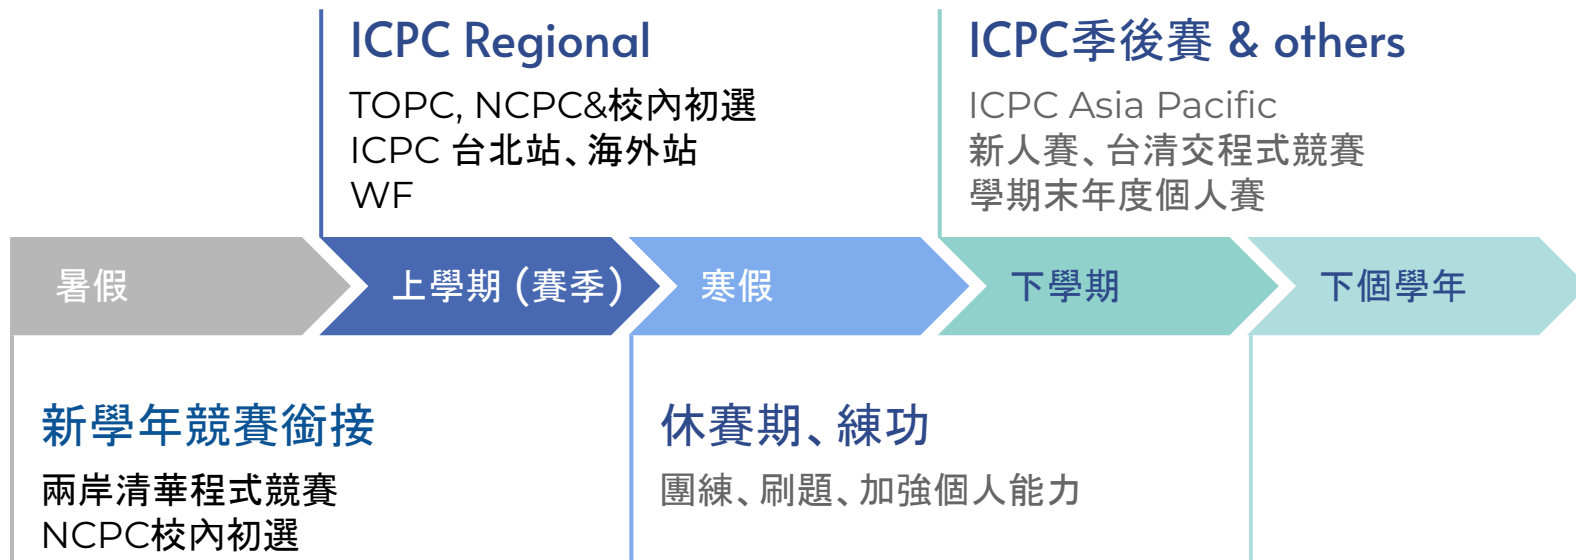 ICPC Regional
TOPC, NCPC&校內初選
ICPC 台北站、海外站
WF
ICPC季後賽 & others
ICPC Asia Pacific
新人賽、台清交程式競賽
學期末年度個人賽
暑假
上學期 (賽季)
寒假
下學期
下個學年
新學年競賽銜接
兩岸清華程式競賽
NCPC校內初選
休賽期、練功
團練、刷題、加強個人能力